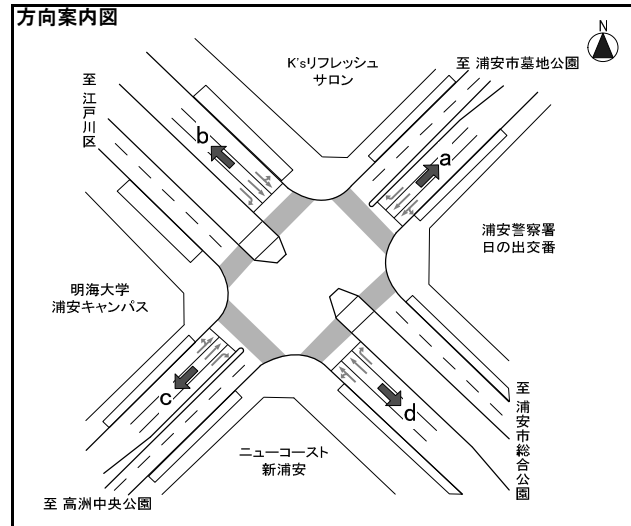 方向案内図
N
K'sリフレッシュ
サロン
至 浦安市墓地公園
至 江戸川区
b
a
浦安警察署
日の出交番
明海大学
浦安キャンパス
c
d
ニューコースト
新浦安
至 浦安市総合公園
至 高洲中央公園